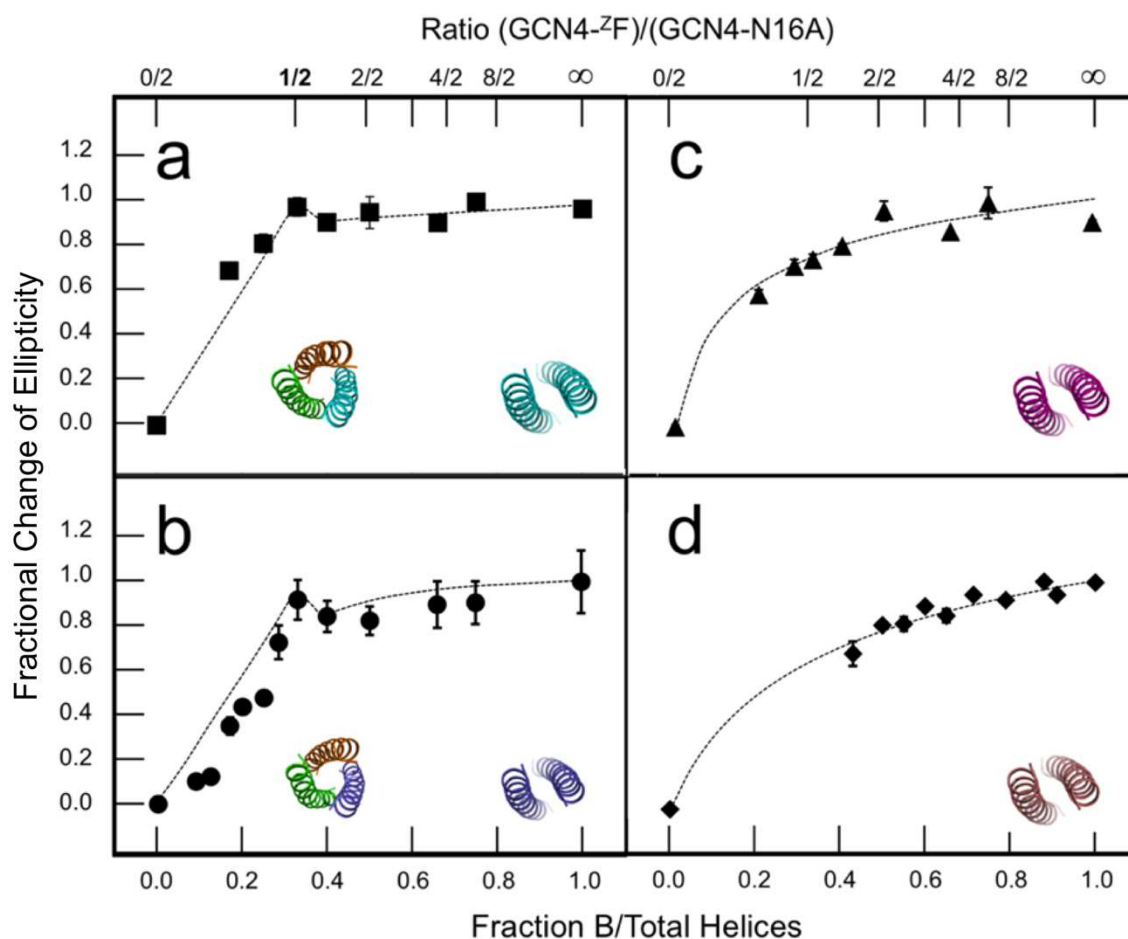 Ratio (GCN4-ᶻF)/(GCN4-N16A)
0/2 1/2 2/2 4/2 8/2 ∞ 0/2 1/2 2/2 4/2 8/2 ∞
a c
1.2
1.0
0.8
0.6
0.4
0.2
0.0
b d
1.2
1.0
0.8
0.6
0.4
0.2
0.0
Fractional Change of Ellipticity
0.0 0.2 0.4 0.6 0.8 1.0 0.0 0.2 0.4 0.6 0.8 1.0
Fraction B/Total Helices